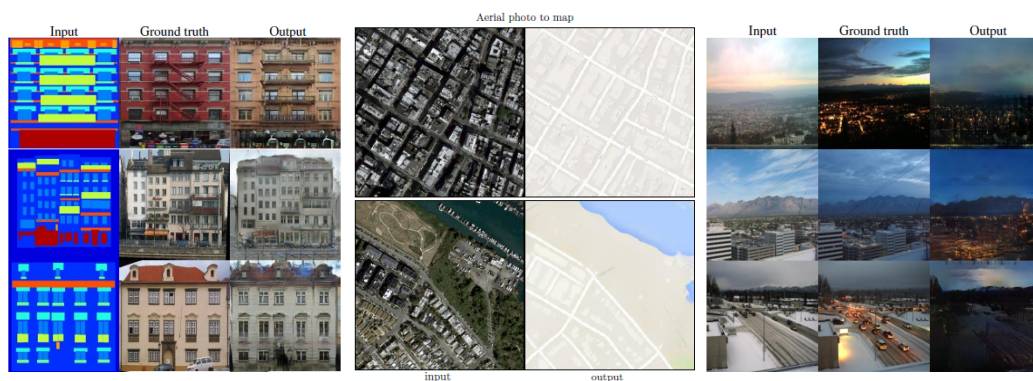 Input Ground truth Output
Aerial photo to map
input output
Input Ground truth Output